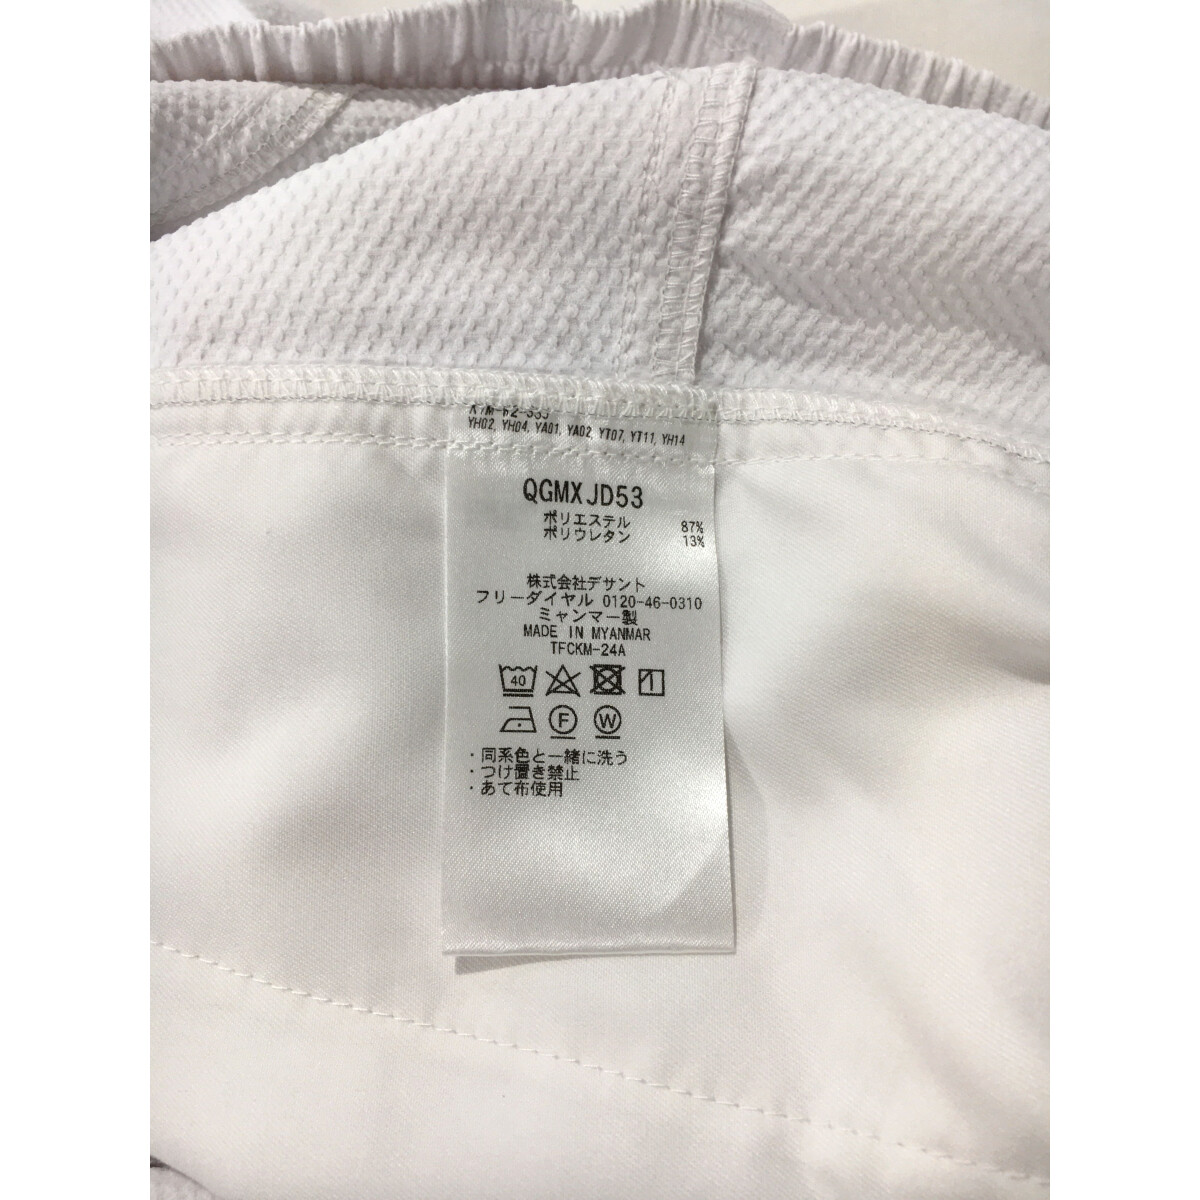 YH02, YH04, YA01, YA02, YT07, YT11, YH14
QGMXJD53
ポリエステル 87%
ポリウレタン 13%
株式会社デサント
フリーダイヤル 0120-46-0310
ミャンマー製
MADE IN MYANMAR
TFCKM-24A
40
F W
・同系色と一緒に洗う
・つけ置き禁止
・あて布使用